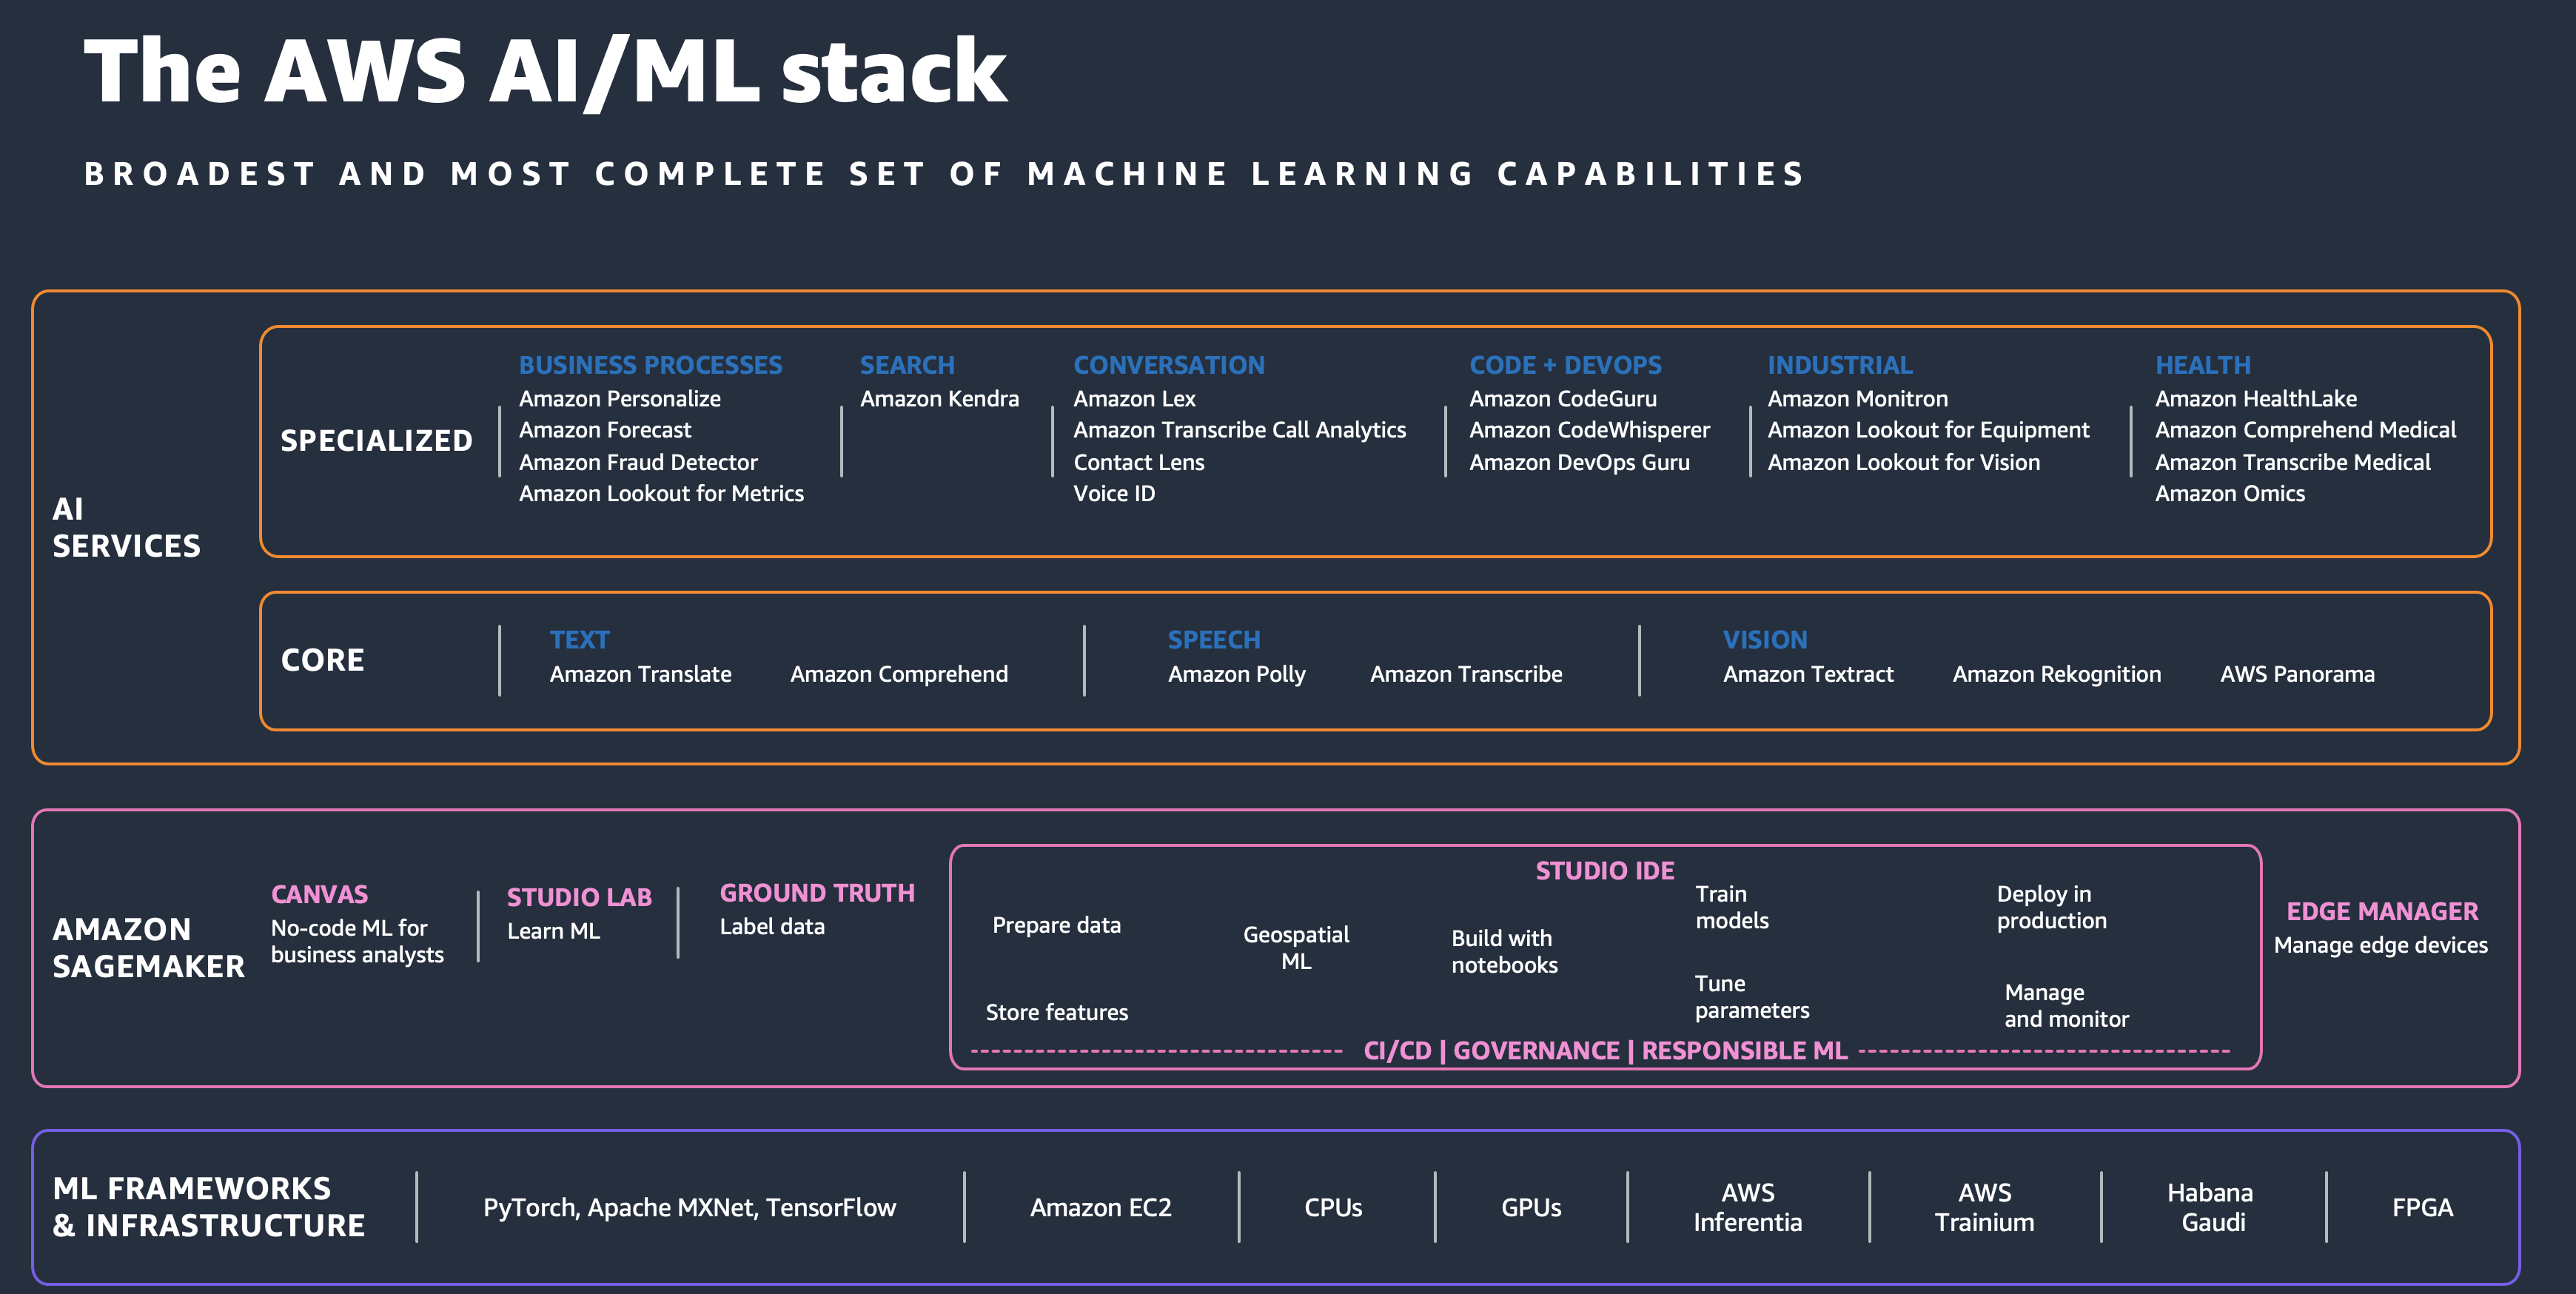 The AWS AI/ML stack
BROADEST AND MOST COMPLETE SET OF MACHINE LEARNING CAPABILITIES
AI
SERVICES
SPECIALIZED
BUSINESS PROCESSES
Amazon Personalize
Amazon Forecast
Amazon Fraud Detector
Amazon Lookout for Metrics
SEARCH
Amazon Kendra
CONVERSATION
Amazon Lex
Amazon Transcribe Call Analytics
Contact Lens
Voice ID
CODE + DEVOPS
Amazon CodeGuru
Amazon CodeWhisperer
Amazon DevOps Guru
INDUSTRIAL
Amazon Monitron
Amazon Lookout for Equipment
Amazon Lookout for Vision
HEALTH
Amazon HealthLake
Amazon Comprehend Medical
Amazon Transcribe Medical
Amazon Omics
CORE
TEXT
Amazon Translate
Amazon Comprehend
SPEECH
Amazon Polly
Amazon Transcribe
VISION
Amazon Textract
Amazon Rekognition
AWS Panorama
AMAZON
SAGEMAKER
CANVAS
No-code ML for
business analysts
STUDIO LAB
Learn ML
GROUND TRUTH
Label data
STUDIO IDE
Prepare data
Store features
Geospatial
ML
Build with
notebooks
Train
models
Tune
parameters
Deploy in
production
Manage
and monitor
CI/CD | GOVERNANCE | RESPONSIBLE ML
EDGE MANAGER
Manage edge devices
ML FRAMEWORKS
& INFRASTRUCTURE
PyTorch, Apache MXNet, TensorFlow
Amazon EC2
CPUs
GPUs
AWS
Inferentia
AWS
Trainium
Habana
Gaudi
FPGA